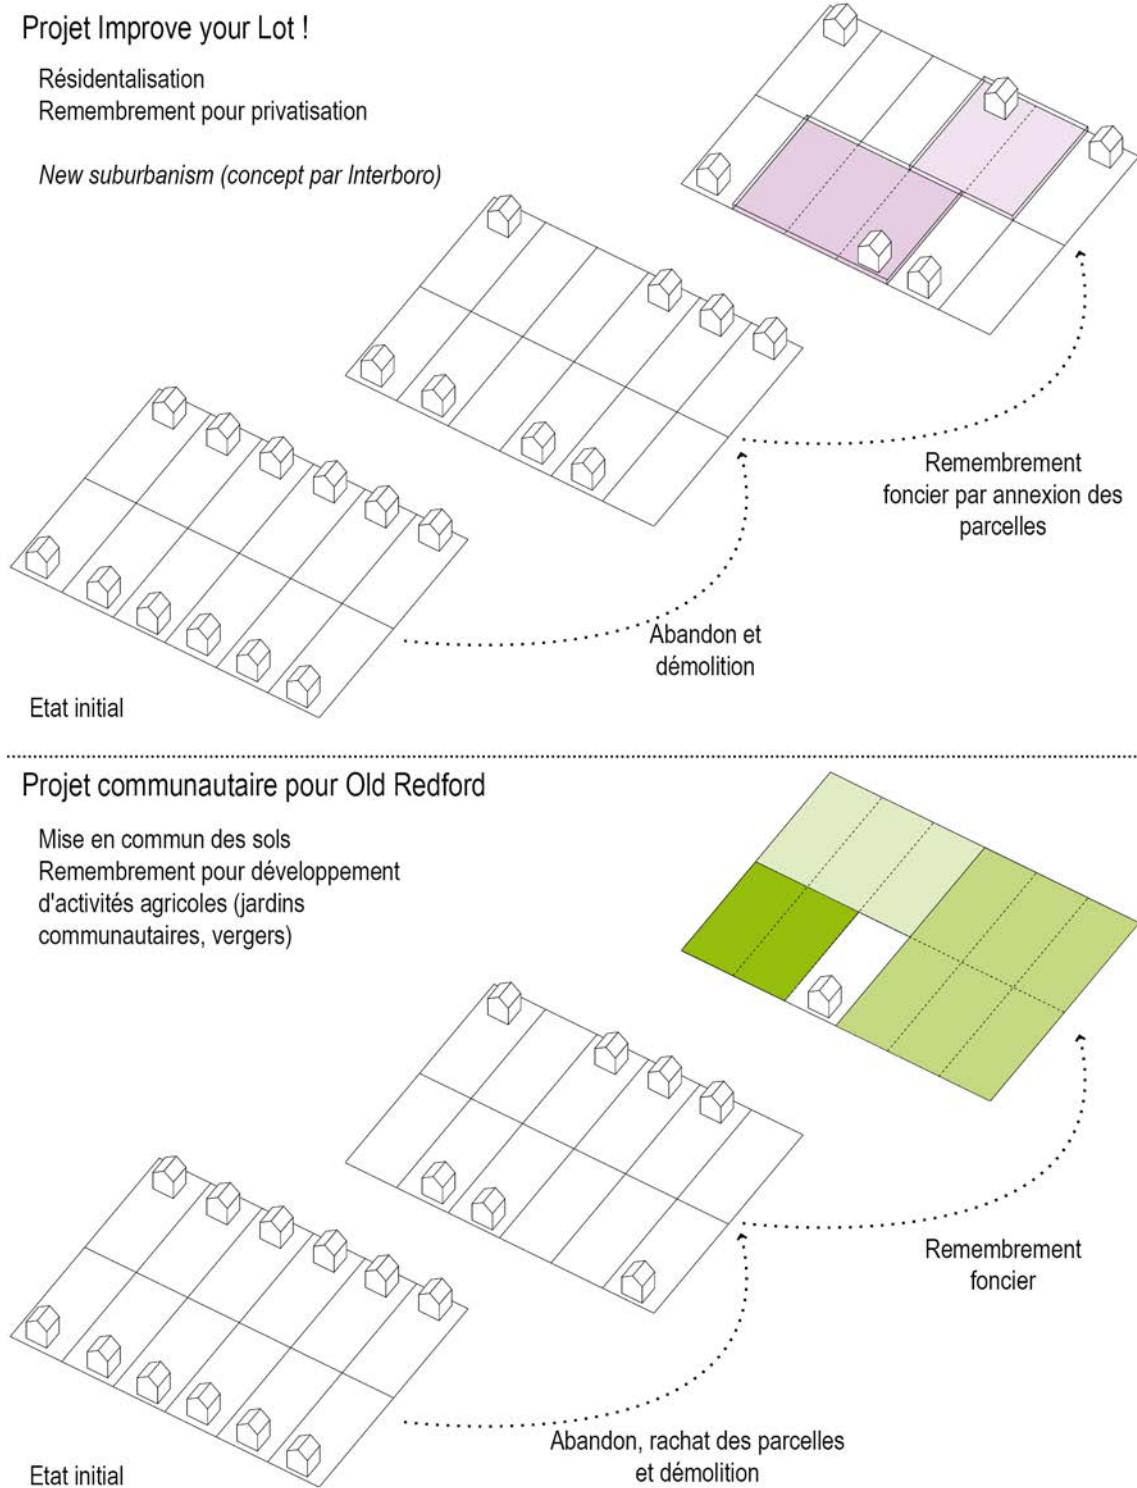 Projet Improve your Lot !
Résidentalisation
Remembrement pour privatisation
New suburbanism (concept par Interboro)
Remembrement
foncier par annexion des
parcelles
Abandon et
démolition
Etat initial
Projet communautaire pour Old Redford
Mise en commun des sols
Remembrement pour développement
d'activités agricoles (jardins
communautaires, vergers)
Remembrement
foncier
Abandon, rachat des parcelles
et démolition
Etat initial